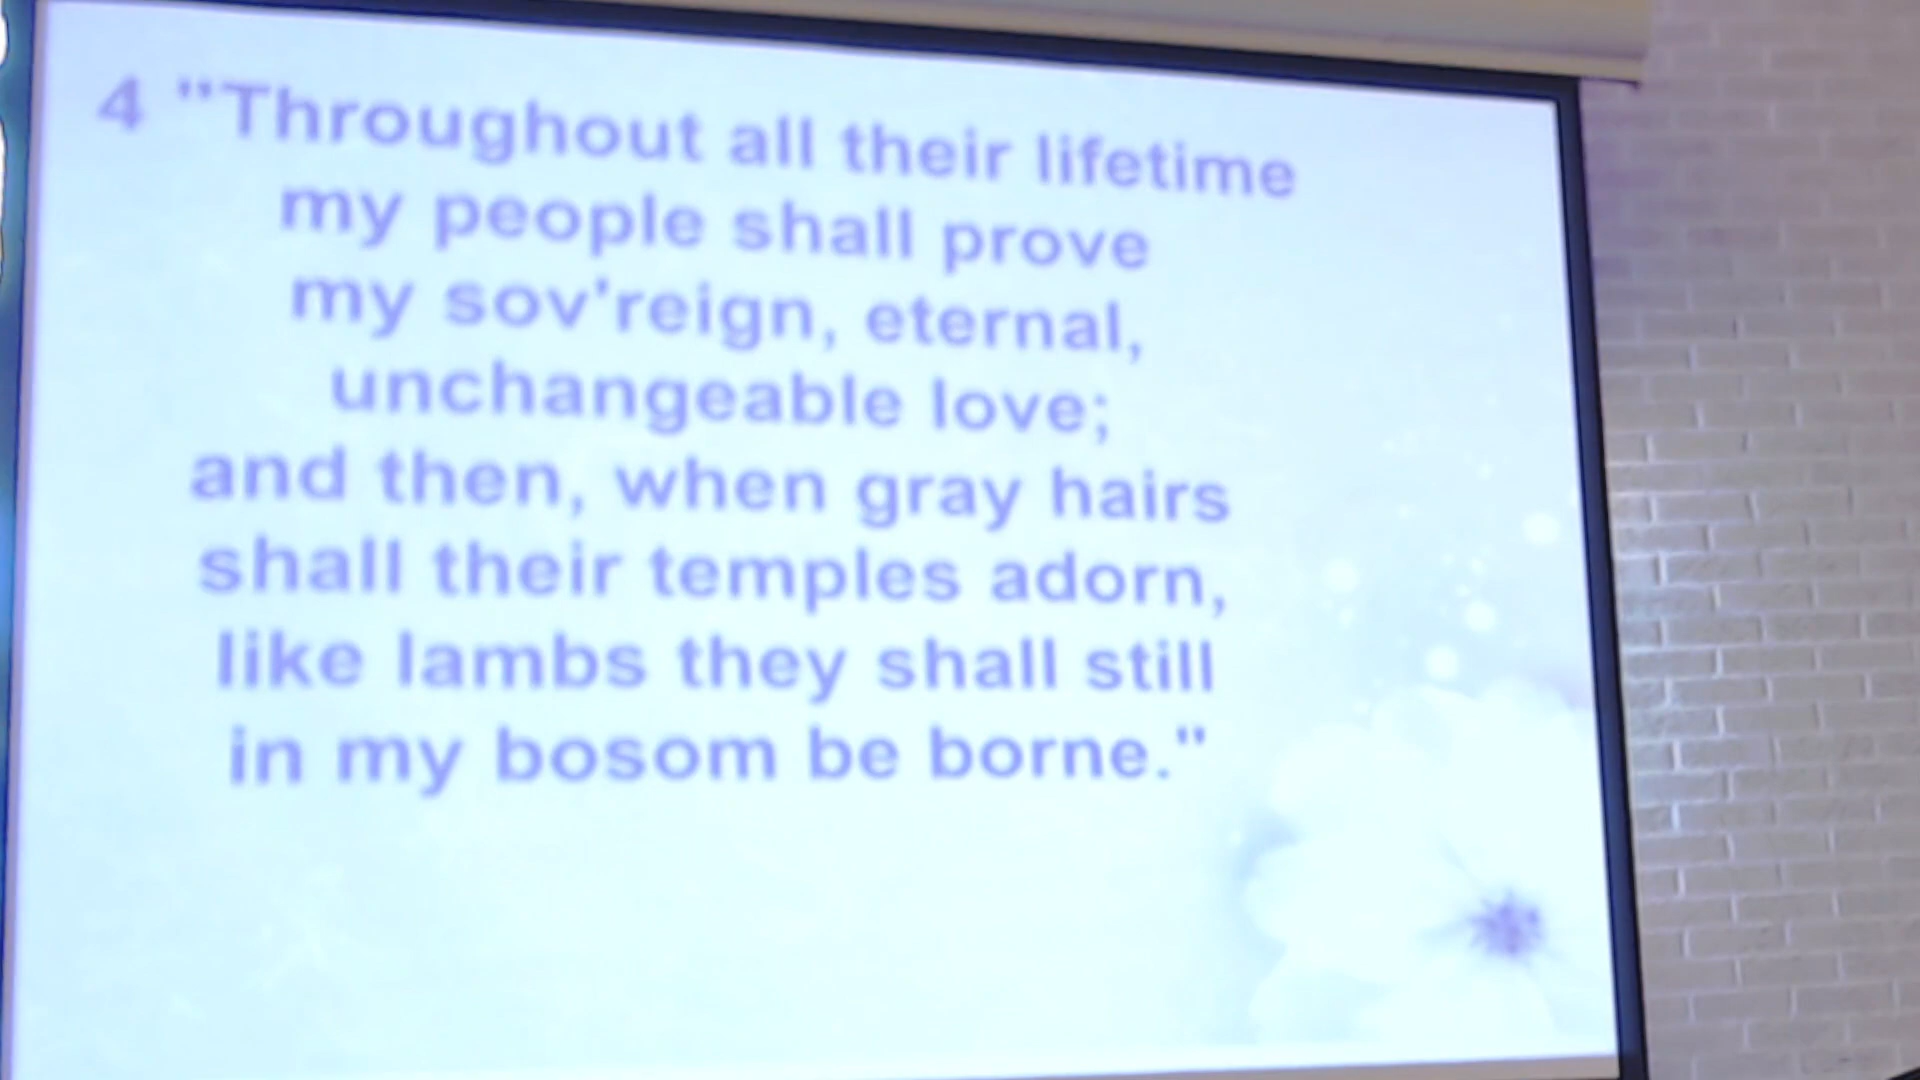 4 "Throughout all their lifetime
my people shall prove
my sov'reign, eternal,
unchangeable love;
and then, when gray hairs
shall their temples adorn,
like lambs they shall still
in my bosom be borne."